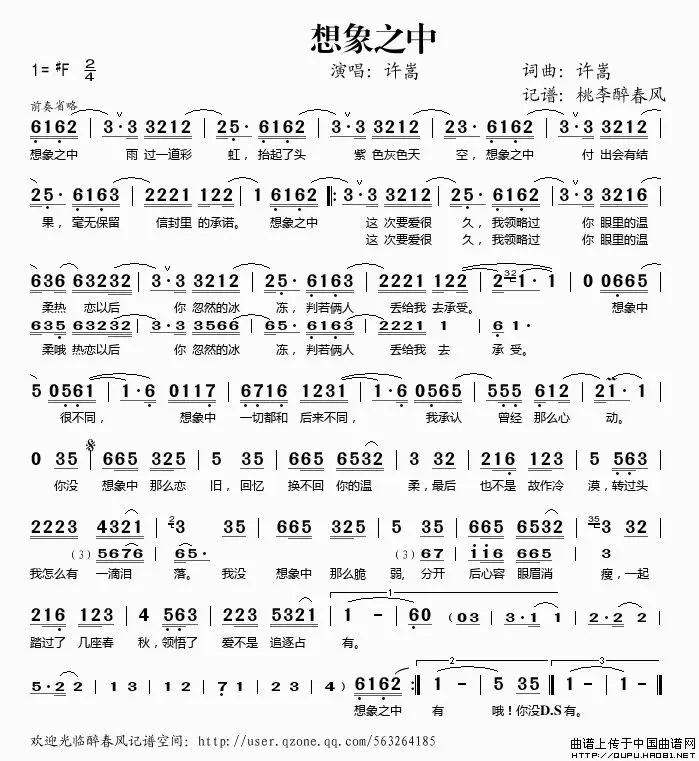 想象之中
1=♯F 2/4
演唱：许嵩
词曲：许嵩
记谱：桃李醉春风
前奏省略
6162 | 3·3 3212 | 25· 6162 | 3·3 3212 | 23· 6162 | 3·3 3212 |
想象之中 雨 过一道彩 虹，抬起了头 紫 色灰色天 空，想象之中 付 出会有结
25· 6163 | 2221 122 | 1 6162 |: 3·3 3212 | 25· 6162 | 3·3 3216 |
果，毫无保留 信封里 的承诺。 想象之中 这 次要爱很 久，我领略过 你 眼里的温
这 次要爱很 久，我领略过 你 眼里的温
636 63232 | 3·3 3212 | 25· 6163 | 2221 122 | 2 32 1·1 | 0 0665 |
柔热 恋以后 你 忽然的冰 冻，判若俩人 丢给我 去承受。 想象中
635 63232 | 3·3 3566 | 65· 6163 | 2221 1 | 6 1·
柔哦 热恋以后 你 忽然的冰 冻，判若俩人 丢给我 去 承 受。
5 0561 | 1·6 0117 | 6716 1231 | 1·6 0565 | 555 612 | 21·1 |
很不同， 想象中 一切都和 后来不同， 我承认 曾经 那么心 动。
0 35 | 665 325 | 5 35 | 665 6532 | 3 32 | 216 123 | 5 563 |
你没 想象中 那么恋 旧，回忆 换不回 你的温 柔，最后 也不是 故作冷 漠，转过头
2223 4321 | 2 3 35 | 665 325 | 5 35 | 665 6532 | 35 3 32 |
(3) 5676 | 65· (3) 67 | i i 6 665 | 3
我怎么有 一滴泪 落。 我没 想象中 那么脆 弱，分开 后心容 眼眉消 瘦，一起
216 123 | 4 563 | 223 5321 | 1 1 - | 60 (03 | 13· | 2·2 2 |
踏过了 几座春 秋，领悟了 爱不是 追逐占 有。
5·2 2 | 1 3 | 1 2 | 7 1 | 2 3 | 4 ) 6162 :| 2 1 - | 5 35 :| 3 1 - |
想象之中 有 哦！你没D.S有。
欢迎光临醉春风记谱空间：http://user.qzone.qq.com/563264185
曲谱上传于中国曲谱网
HTTP://QUPU.HAO81.NET